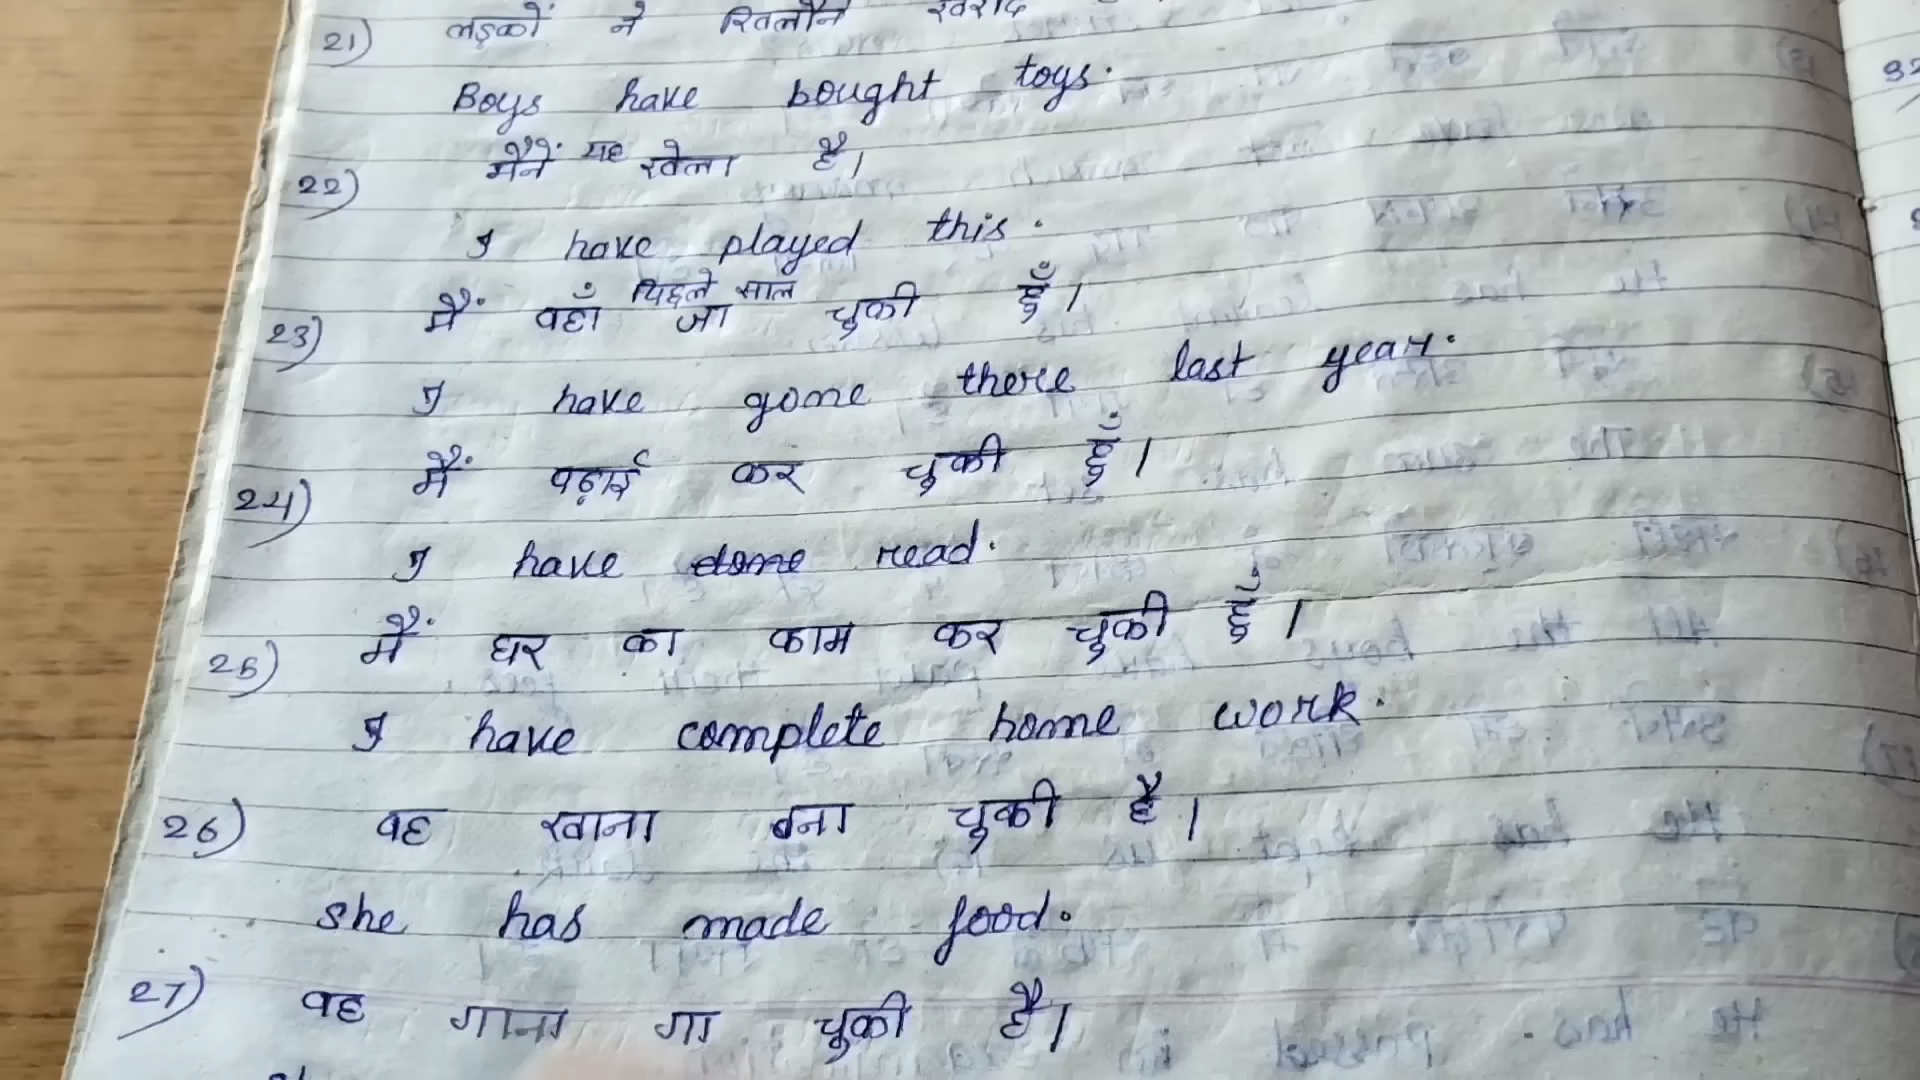 21) लड़कों ने खिलौने खरीदे
Boys have bought toys.
22) मैंने यह खेला है।
I have played this.
23) मैं वहाँ पिछले साल जा चुकी हूँ।
I have gone there last year.
24) मैं पढ़ाई कर चुकी हूँ।
I have done read.
25) मैं घर का काम कर चुकी हूँ।
I have complete home work.
26) वह खाना बना चुकी है।
she has made food.
27) वह गाना गा चुकी है।